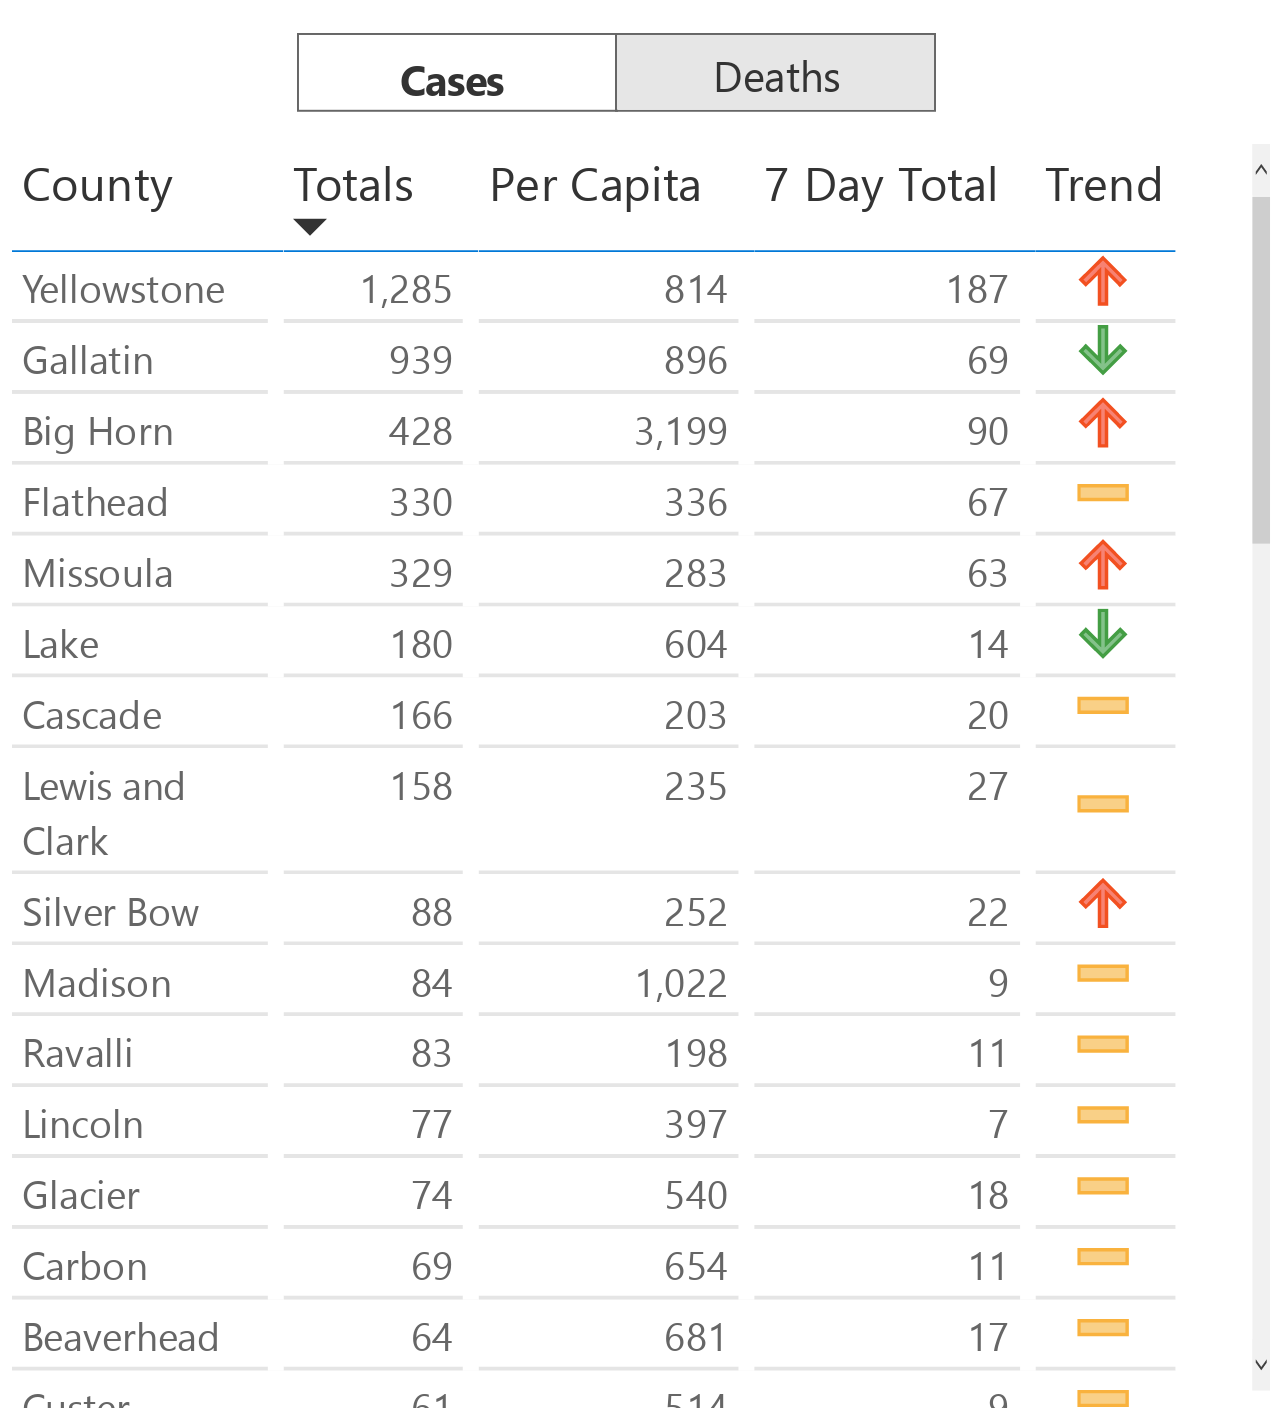 Cases Deaths
County Totals Per Capita 7 Day Total Trend
Yellowstone 1,285 814 187
Gallatin 939 896 69
Big Horn 428 3,199 90
Flathead 330 336 67
Missoula 329 283 63
Lake 180 604 14
Cascade 166 203 20
Lewis and 158 235 27
Clark
Silver Bow 88 252 22
Madison 84 1,022 9
Ravalli 83 198 11
Lincoln 77 397 7
Glacier 74 540 18
Carbon 69 654 11
Beaverhead 64 681 17
Custer 61 514 9